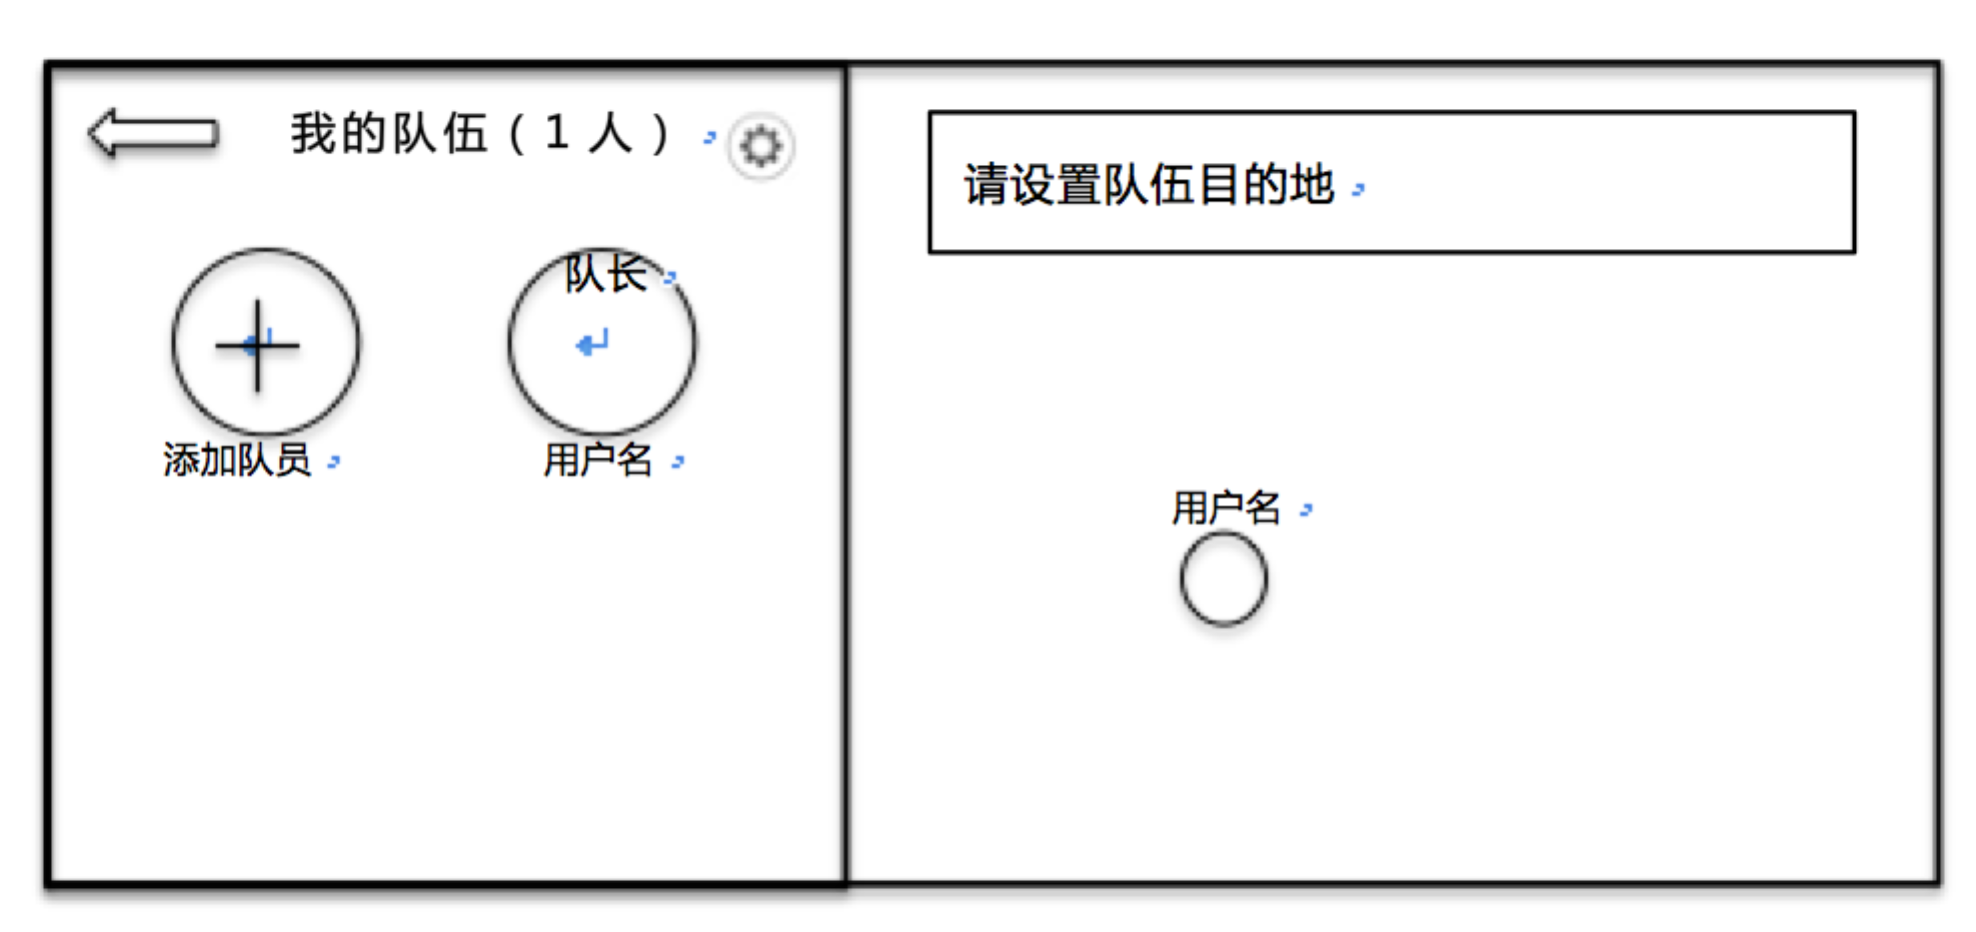 我的队伍（1 人）
队长
添加队员
用户名
请设置队伍目的地
用户名